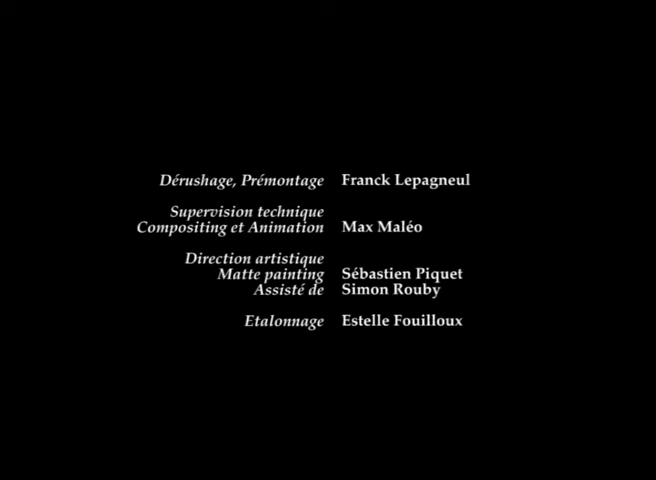 Dérushage, Prémontage Franck Lepagneul
Supervision technique
Compositing et Animation Max Maléo
Direction artistique
Matte painting Sébastien Piquet
Assisté de Simon Rouby
Etalonnage Estelle Fouilloux